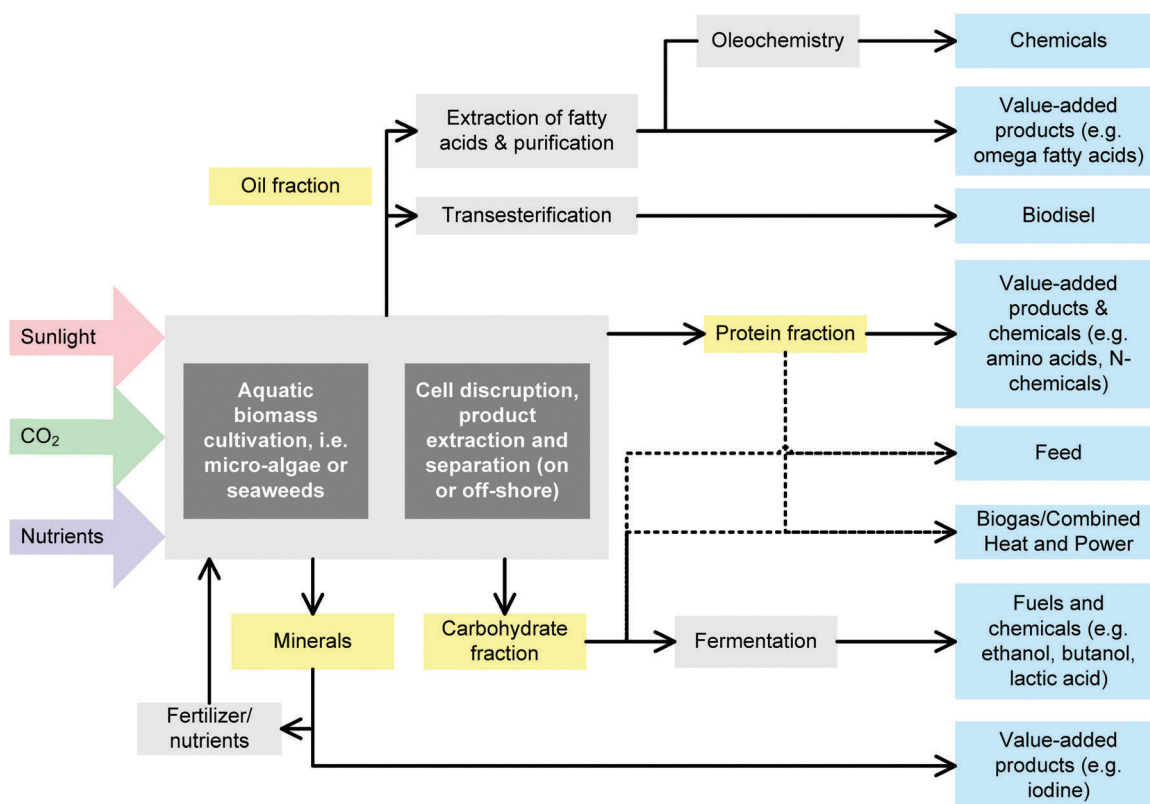 Oleochemistry
Chemicals
Extraction of fatty
acids & purification
Value-added
products (e.g.
omega fatty acids)
Oil fraction
Transesterification
Biodisel
Sunlight
CO₂
Nutrients
Aquatic
biomass
cultivation, i.e.
micro-algae or
seaweeds
Cell discruption,
product
extraction and
separation (on
or off-shore)
Protein fraction
Value-added
products &
chemicals (e.g.
amino acids, N-
chemicals)
Feed
Biogas/Combined
Heat and Power
Minerals
Carbohydrate
fraction
Fermentation
Fuels and
chemicals (e.g.
ethanol, butanol,
lactic acid)
Fertilizer/
nutrients
Value-added
products (e.g.
iodine)